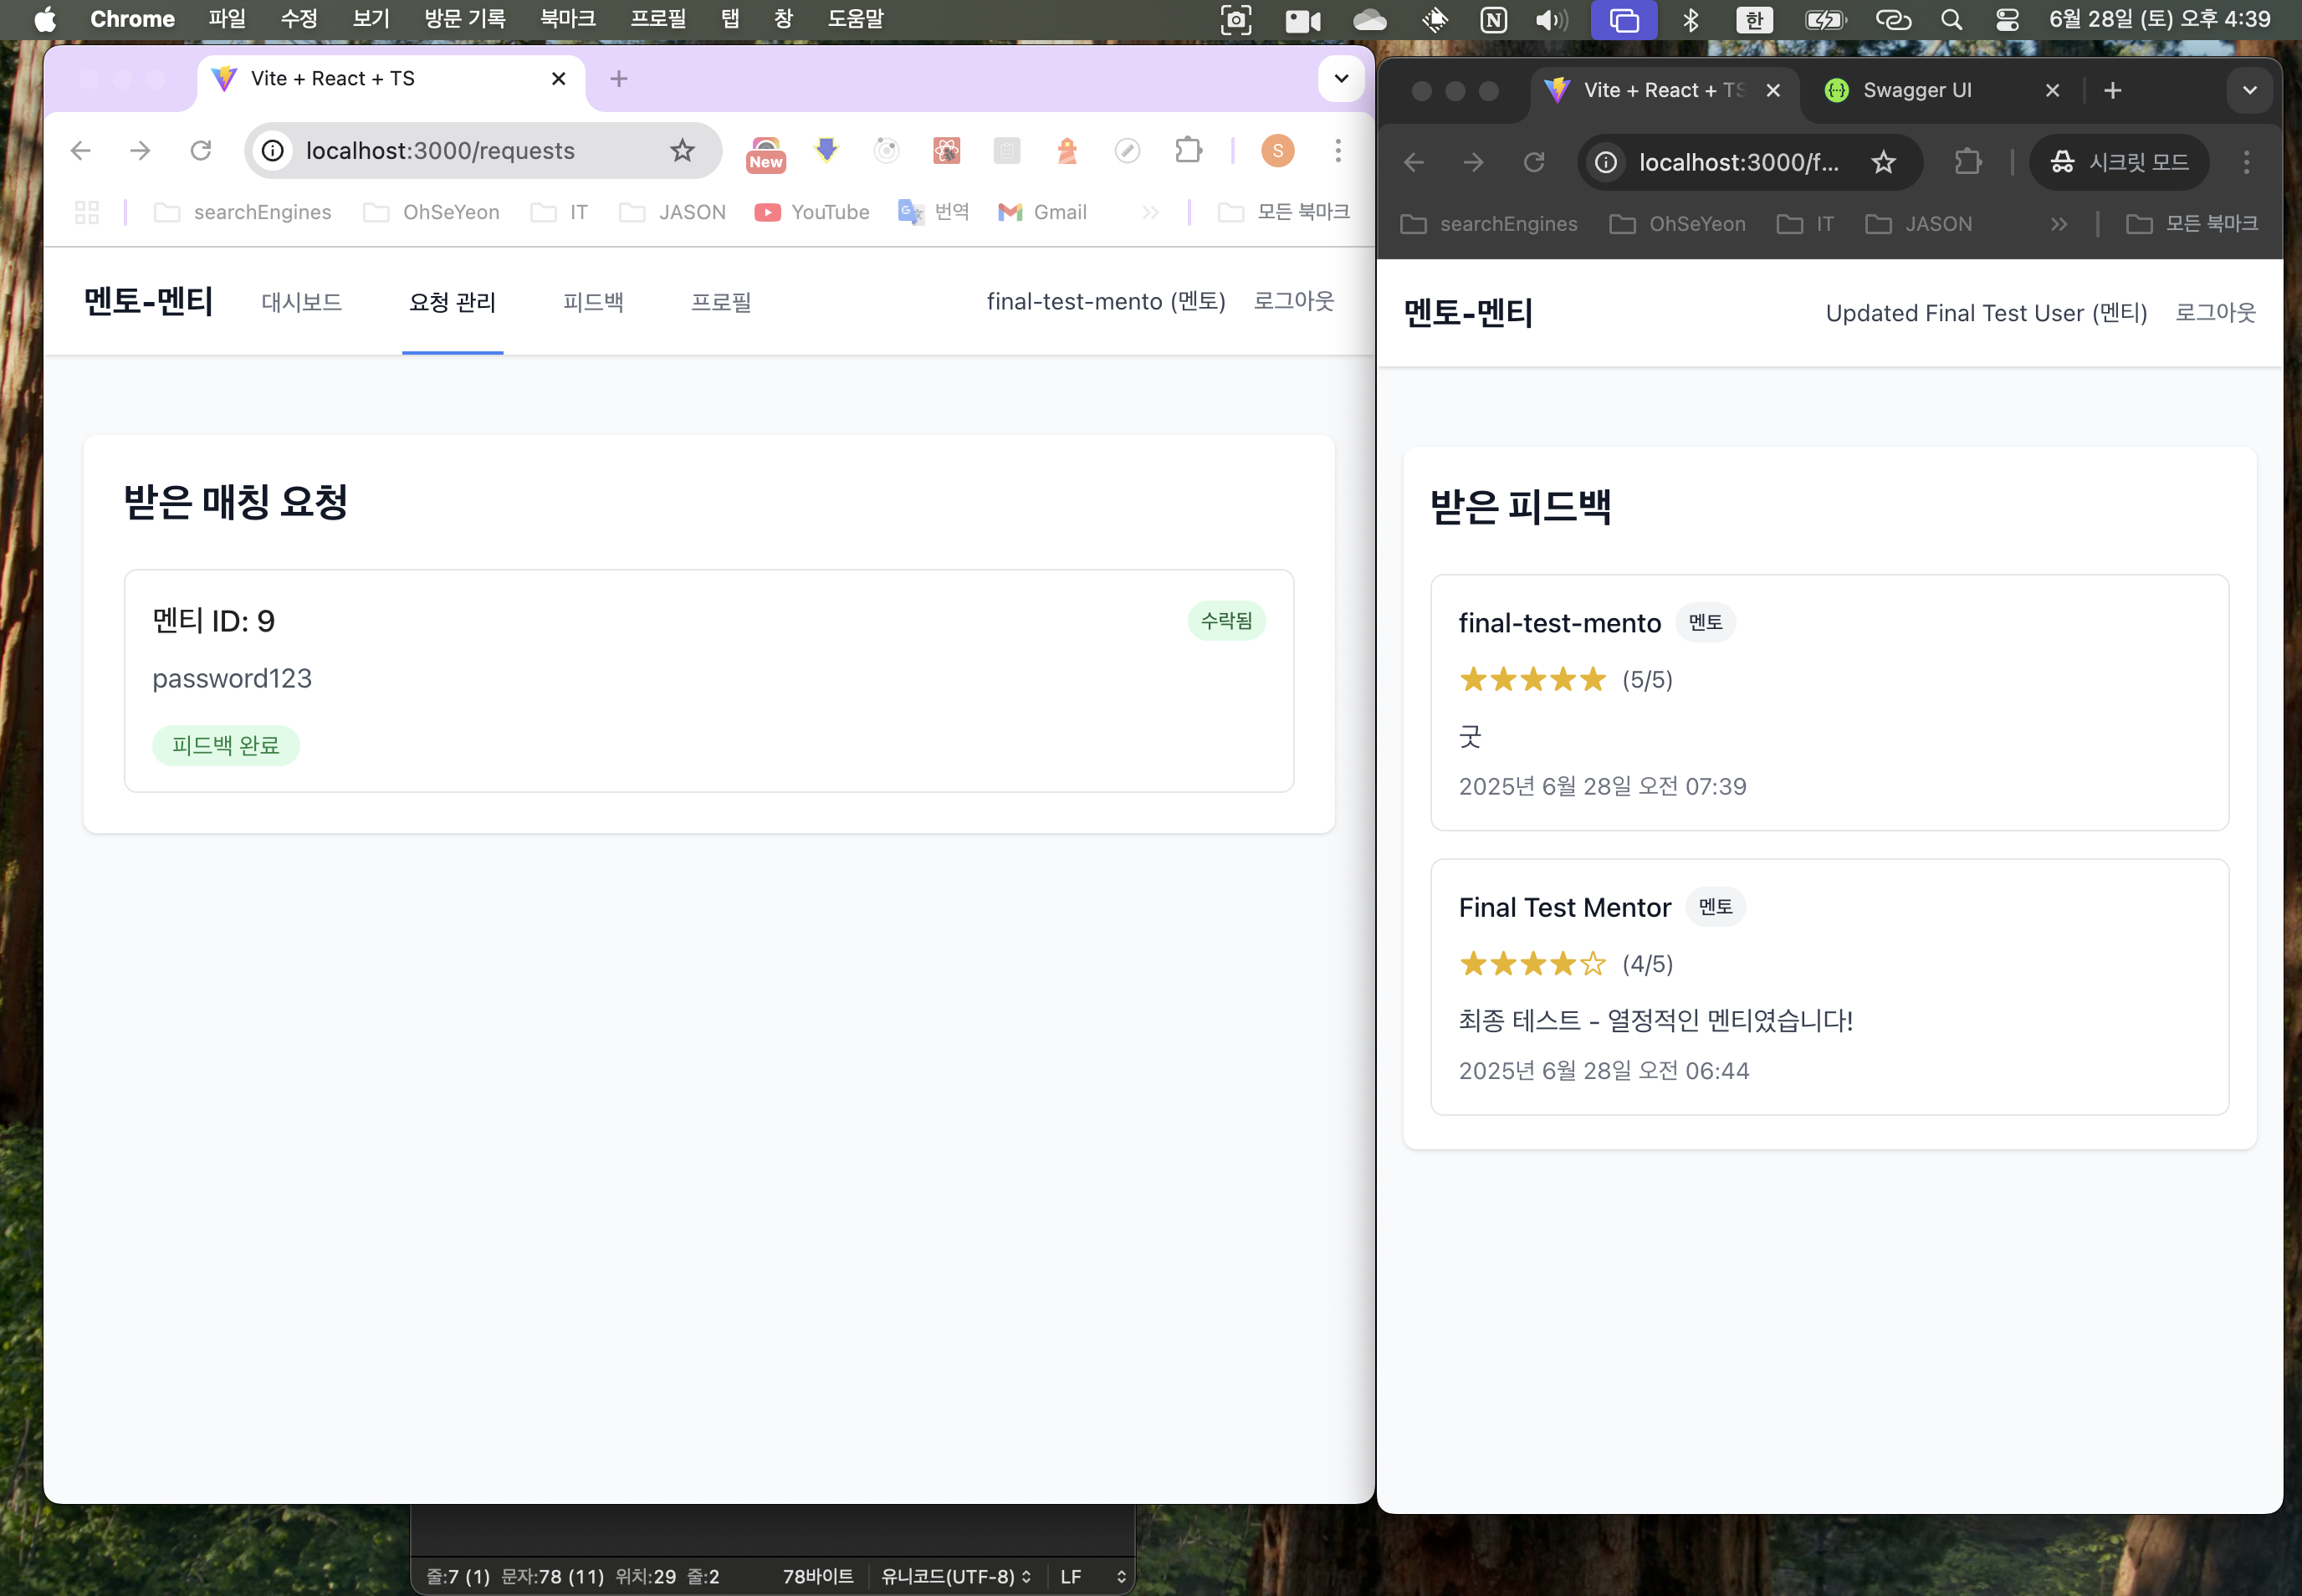 Chrome 파일 수정 보기 방문 기록 북마크 프로필 탭 창 도움말 한 6월 28일 (토) 오후 4:39
Vite + React + TS
localhost:3000/requests New S
searchEngines OhSeYeon IT JASON YouTube 번역 Gmail 모든 북마크
멘토-멘티 대시보드 요청 관리 피드백 프로필 final-test-mento (멘토) 로그아웃
받은 매칭 요청
멘티 ID: 9 수락됨
password123
피드백 완료
줄:7 (1) 문자:78 (11) 위치:29 줄:2 78바이트 유니코드(UTF-8) LF
Vite + React + TS Swagger UI
localhost:3000/f... 시크릿 모드
searchEngines OhSeYeon IT JASON 모든 북마크
멘토-멘티 Updated Final Test User (멘티) 로그아웃
받은 피드백
final-test-mento 멘토
★★★★★ (5/5)
굿
2025년 6월 28일 오전 07:39
Final Test Mentor 멘토
★★★★☆ (4/5)
최종 테스트 - 열정적인 멘티였습니다!
2025년 6월 28일 오전 06:44